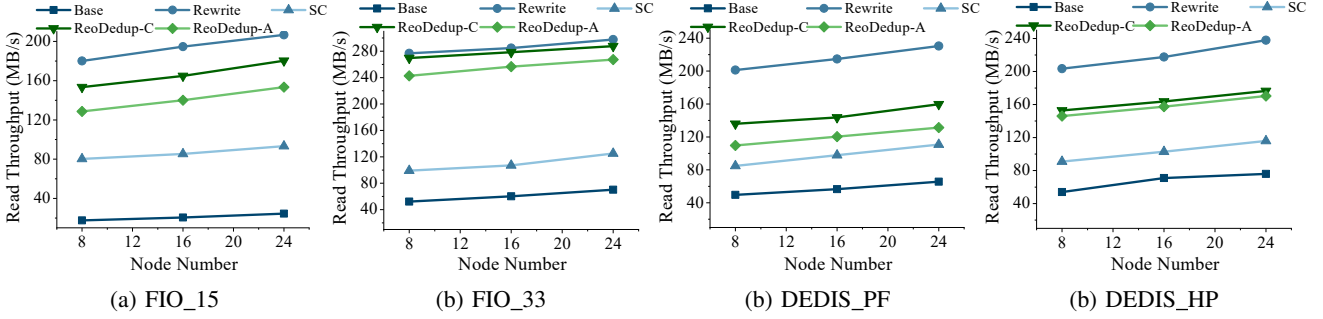 Base Rewrite SC
ReoDedup-C ReoDedup-A
Read Throughput (MB/s)
200
160
120
80
40
8 12 16 20 24
Node Number
(a) FIO_15
Base Rewrite SC
ReoDedup-C ReoDedup-A
Read Throughput (MB/s)
280
240
200
160
120
80
40
8 12 16 20 24
Node Number
(b) FIO_33
Base Rewrite SC
ReoDedup-C ReoDedup-A
Read Throughput (MB/s)
240
200
160
120
80
40
8 12 16 20 24
Node Number
(b) DEDIS_PF
Base Rewrite SC
ReoDedup-C ReoDedup-A
Read Throughput (MB/s)
240
200
160
120
80
40
8 12 16 20 24
Node Number
(b) DEDIS_HP